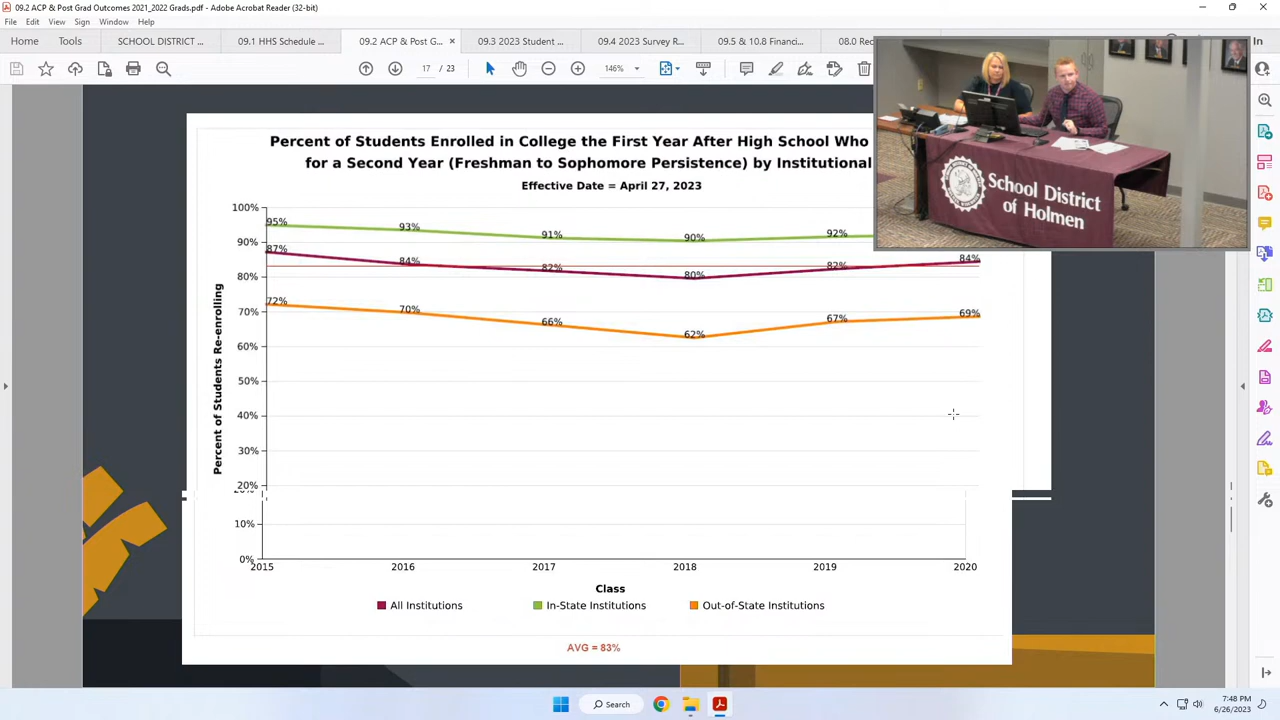 09.2 ACP & Post Grad Outcomes 2021_2022 Grads.pdf - Adobe Acrobat Reader (32-bit)
File Edit View Sign Window Help
Home Tools SCHOOL DISTRICT ... 09.1 HHS Schedule ... 09.2 ACP & Post G... × 09.3 2023 Student ... 09.4 2023 Survey R... 09.5 & 10.8 Financi... 08.0 Rec In
17 / 23 146%
Percent of Students Enrolled in College the First Year After High School Who
for a Second Year (Freshman to Sophomore Persistence) by Institutional
Effective Date = April 27, 2023
Percent of Students Re-enrolling
100%
90%
80%
70%
60%
50%
40%
30%
20%
20%
10%
0%
95% 93% 91% 90% 92%
87% 84% 82% 80% 82% 84%
72% 70% 66% 62% 67% 69%
2015 2016 2017 2018 2019 2020
Class
All Institutions In-State Institutions Out-of-State Institutions
AVG = 83%
School District
of Holmen
Search
7:48 PM
6/26/2023